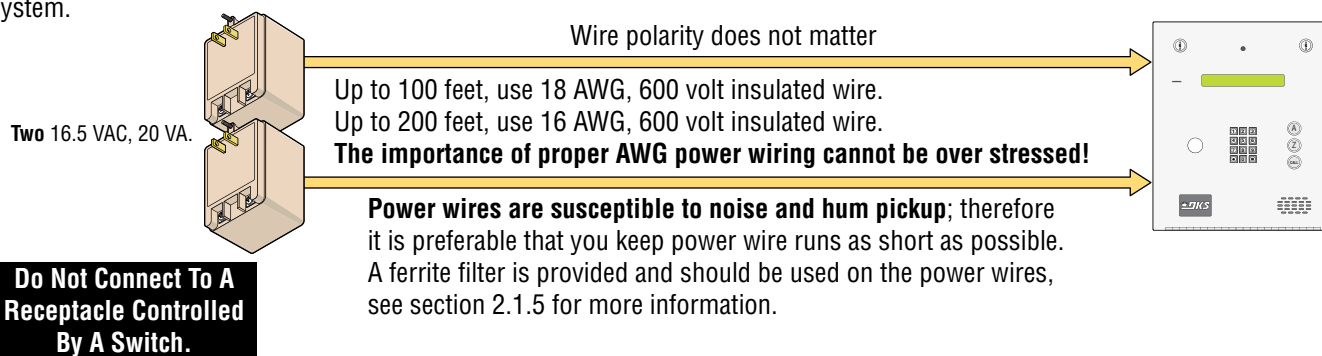 ystem.
Wire polarity does not matter
Up to 100 feet, use 18 AWG, 600 volt insulated wire.
Up to 200 feet, use 16 AWG, 600 volt insulated wire.
Two 16.5 VAC, 20 VA.
The importance of proper AWG power wiring cannot be over stressed!
Power wires are susceptible to noise and hum pickup; therefore
it is preferable that you keep power wire runs as short as possible.
A ferrite filter is provided and should be used on the power wires,
see section 2.1.5 for more information.
Do Not Connect To A
Receptacle Controlled
By A Switch.
A
Z
CALL
DKS